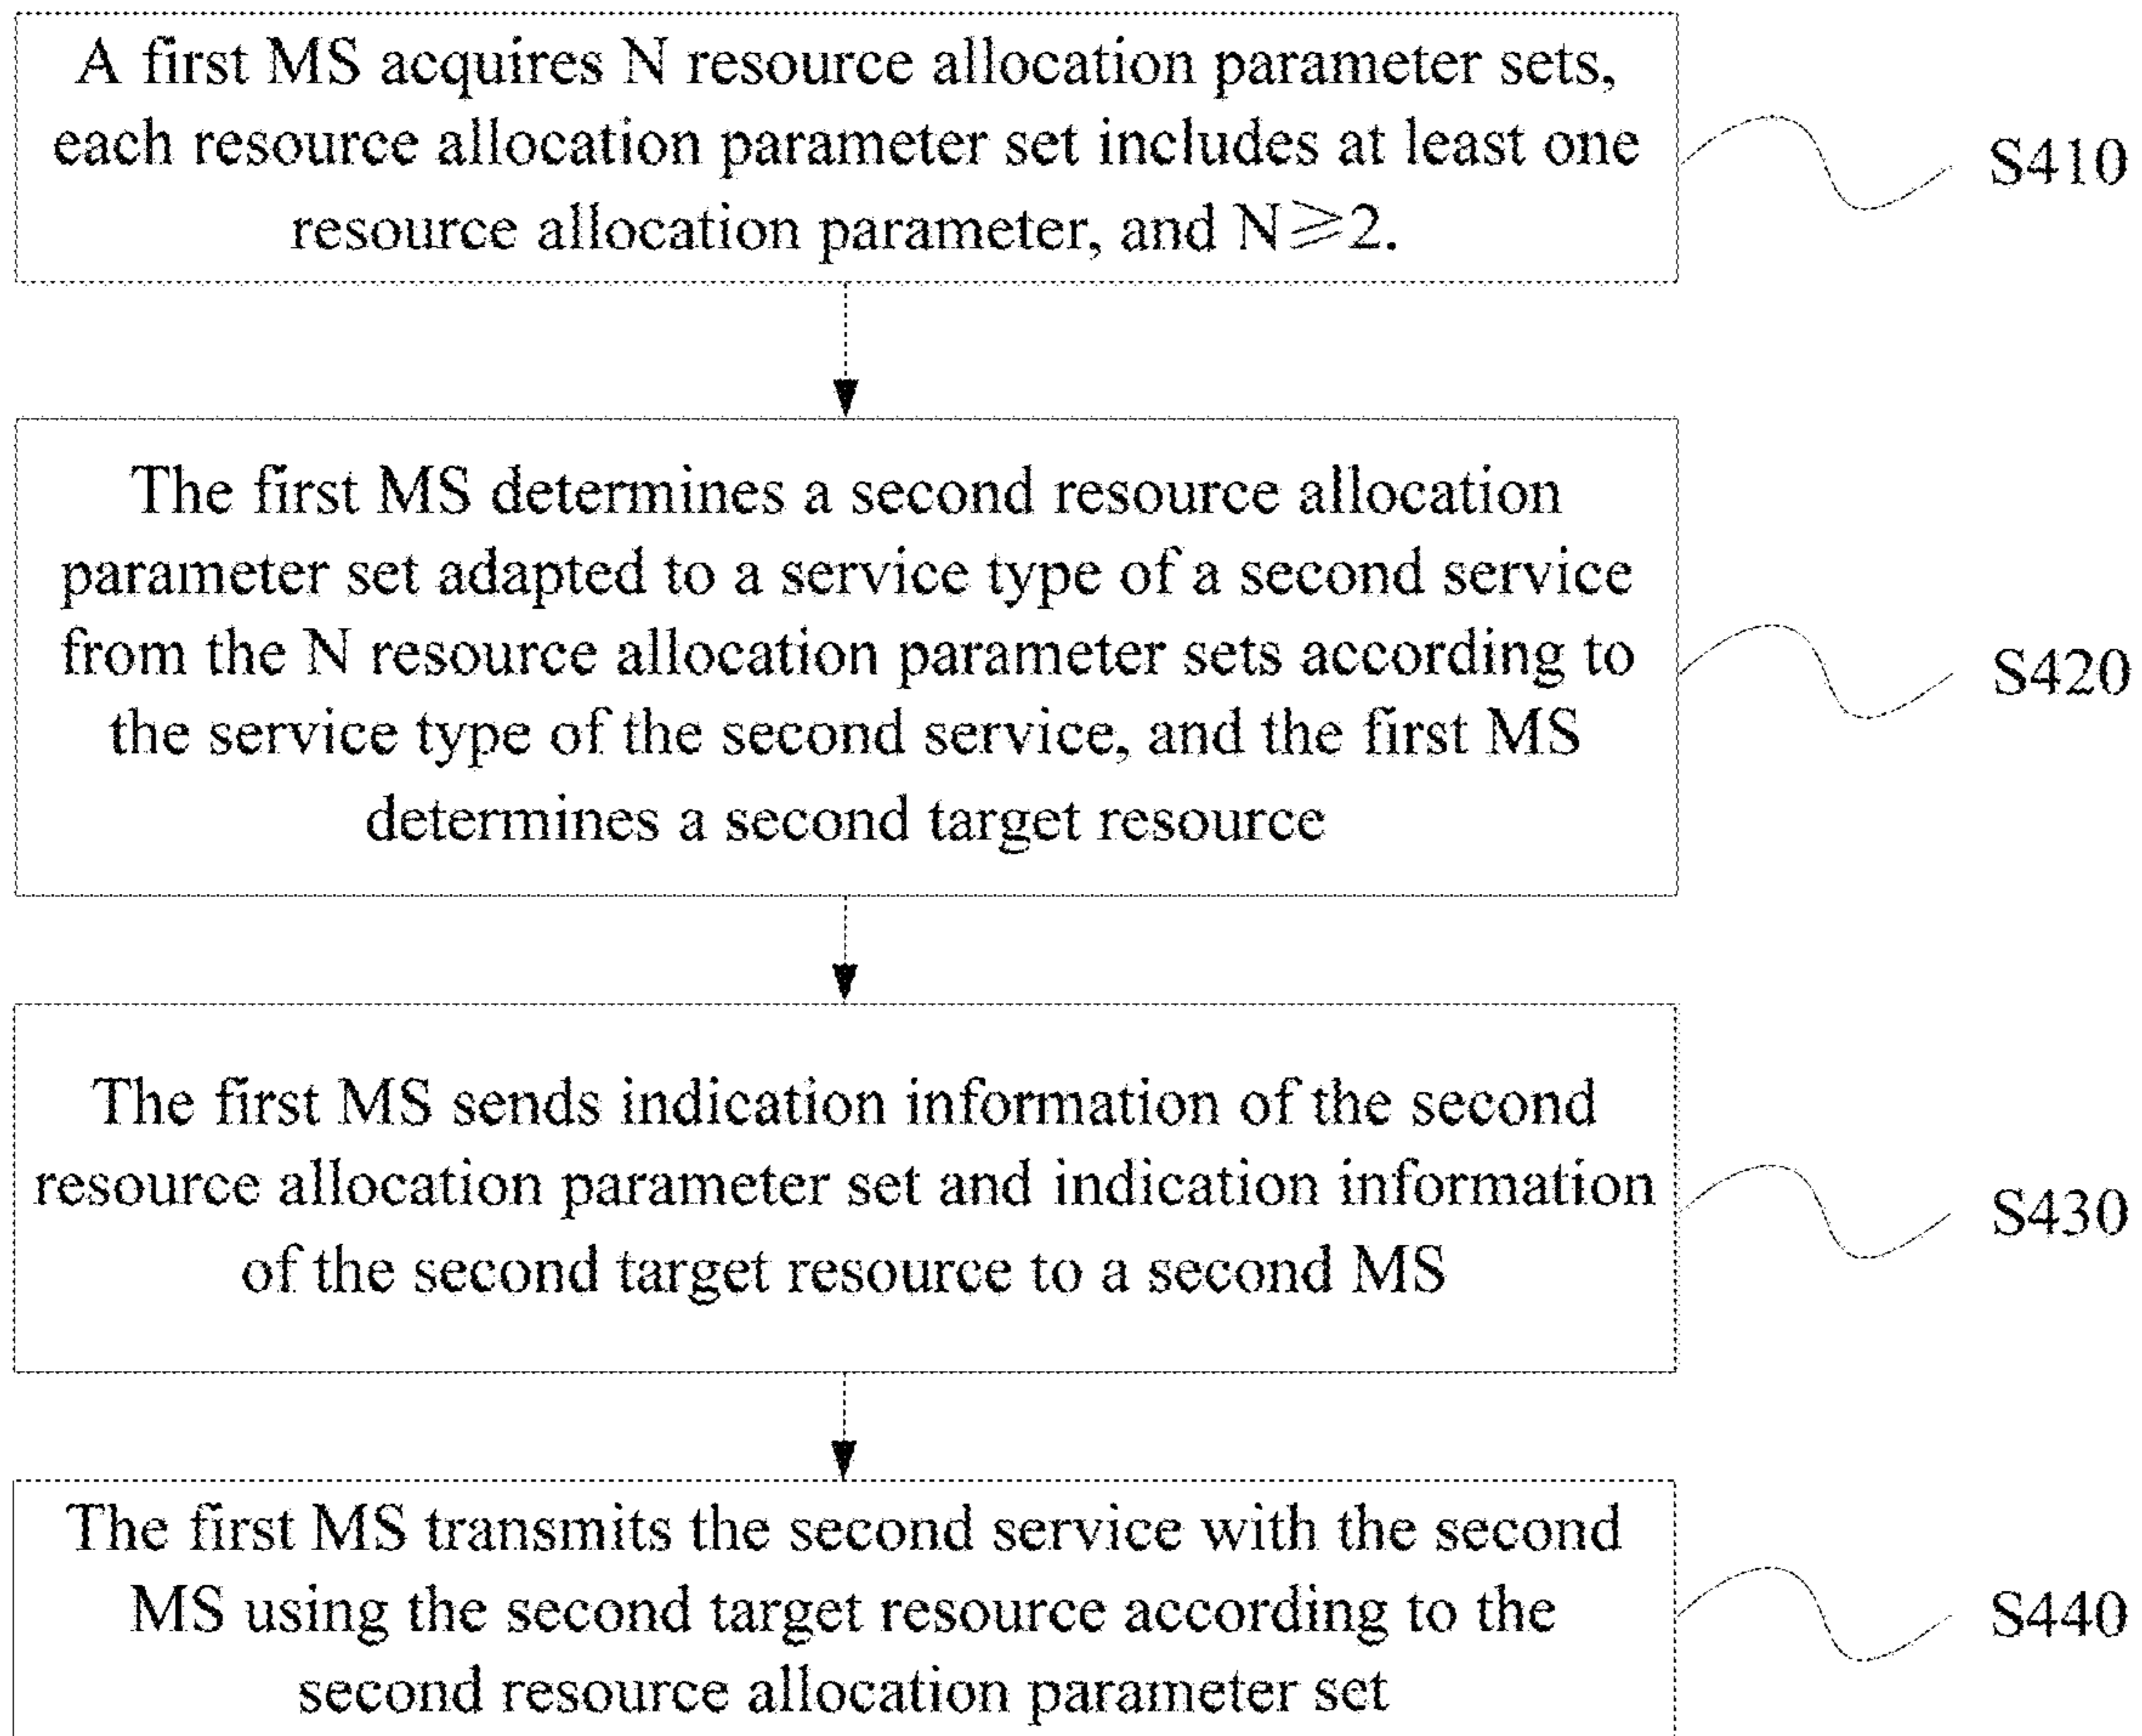 A first MS acquires N resource allocation parameter sets,
each resource allocation parameter set includes at least one
resource allocation parameter, and N⩾2.
S410
The first MS determines a second resource allocation
parameter set adapted to a service type of a second service
from the N resource allocation parameter sets according to
the service type of the second service, and the first MS
determines a second target resource
S420
The first MS sends indication information of the second
resource allocation parameter set and indication information
of the second target resource to a second MS
S430
The first MS transmits the second service with the second
MS using the second target resource according to the
second resource allocation parameter set
S440